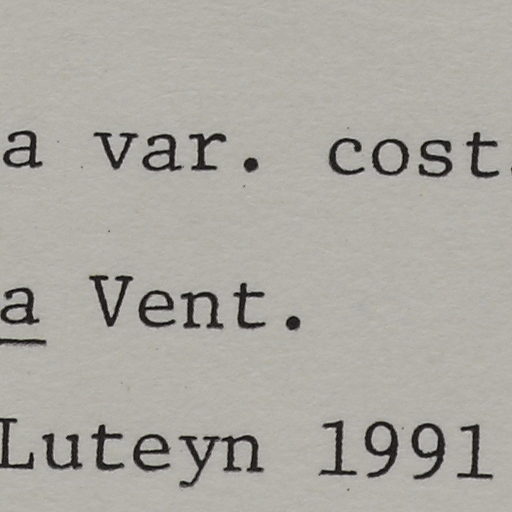 a var. cost
a Vent.
Luteyn 1991